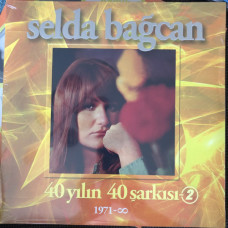 selda bağcan
40 yılın 40 şarkısı 2
1971-∞